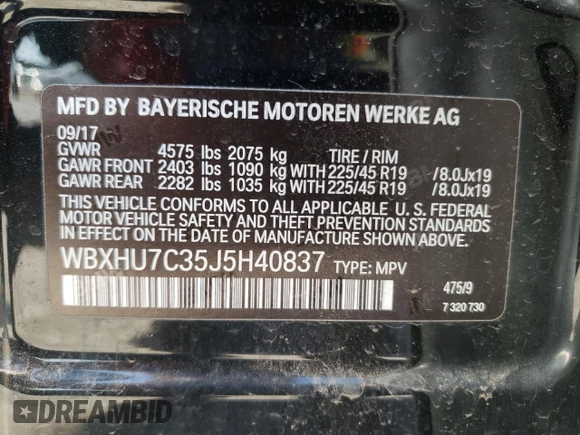 MFD BY BAYERISCHE MOTOREN WERKE AG
09/17
GVWR 4575 lbs 2075 kg TIRE / RIM
GAWR FRONT 2403 lbs 1090 kg WITH 225/45 R19 /8.0Jx19
GAWR REAR 2282 lbs 1035 kg WITH 225/45 R19 /8.0Jx19
THIS VEHICLE CONFORMS TO ALL APPLICABLE U. S. FEDERAL
MOTOR VEHICLE SAFETY AND THEFT PREVENTION
STANDARDS IN EFFECT ON THE DATE OF
MANUFACTURE SHOWN ABOVE.
WBXHU7C35J5H40837 TYPE: MPV
475/9
7 320 730
DREAMBID